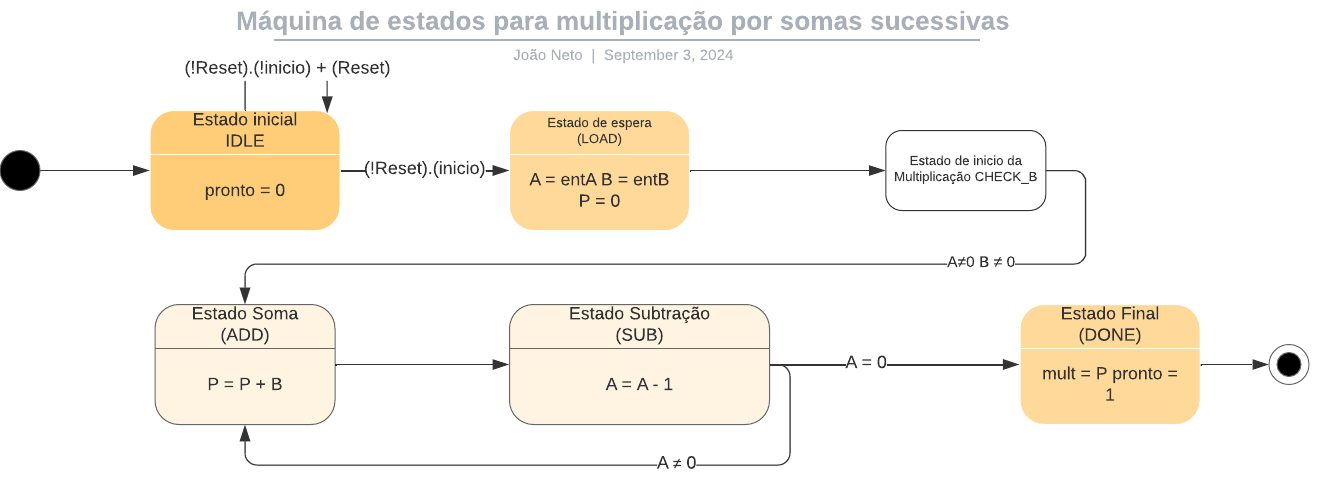 Máquina de estados para multiplicação por somas sucessivas
João Neto | September 3, 2024
(!Reset).(!inicio) + (Reset)
Estado inicial
IDLE
pronto = 0
(!Reset).(inicio)
Estado de espera
(LOAD)
A = entA B = entB
P = 0
Estado de inicio da
Multiplicação CHECK_B
A≠0 B ≠ 0
Estado Soma
(ADD)
P = P + B
Estado Subtração
(SUB)
A = A - 1
A = 0
Estado Final
(DONE)
mult = P pronto =
1
A ≠ 0